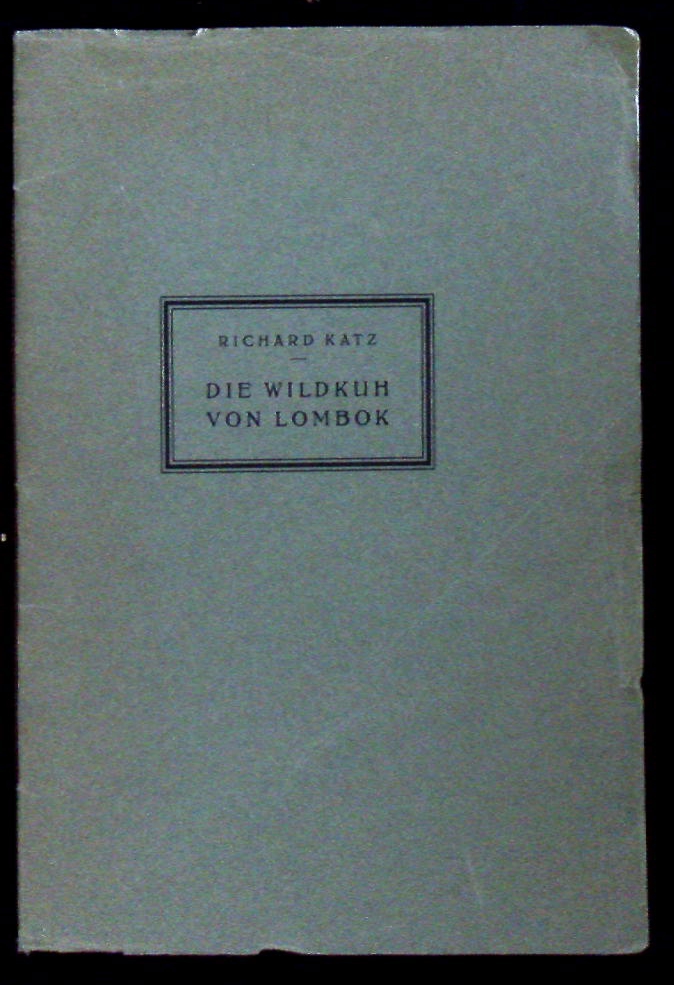 RICHARD KATZ
DIE WILDKUH
VON LOMBOK